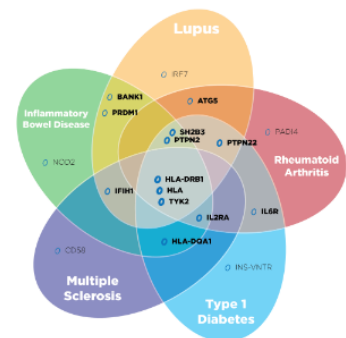 Lupus
IRF7
BANK1
PRDM1
ATG5
Inflammatory
Bowel Disease
SH2B3
PTPN2
PTPN22
PADI4
Rheumatoid
Arthritis
NOD2
IFIH1
HLA-DRB1
HLA
TYK2
IL2RA
IL6R
HLA-DQA1
CD58
Multiple
Sclerosis
INS-VNTR
Type 1
Diabetes